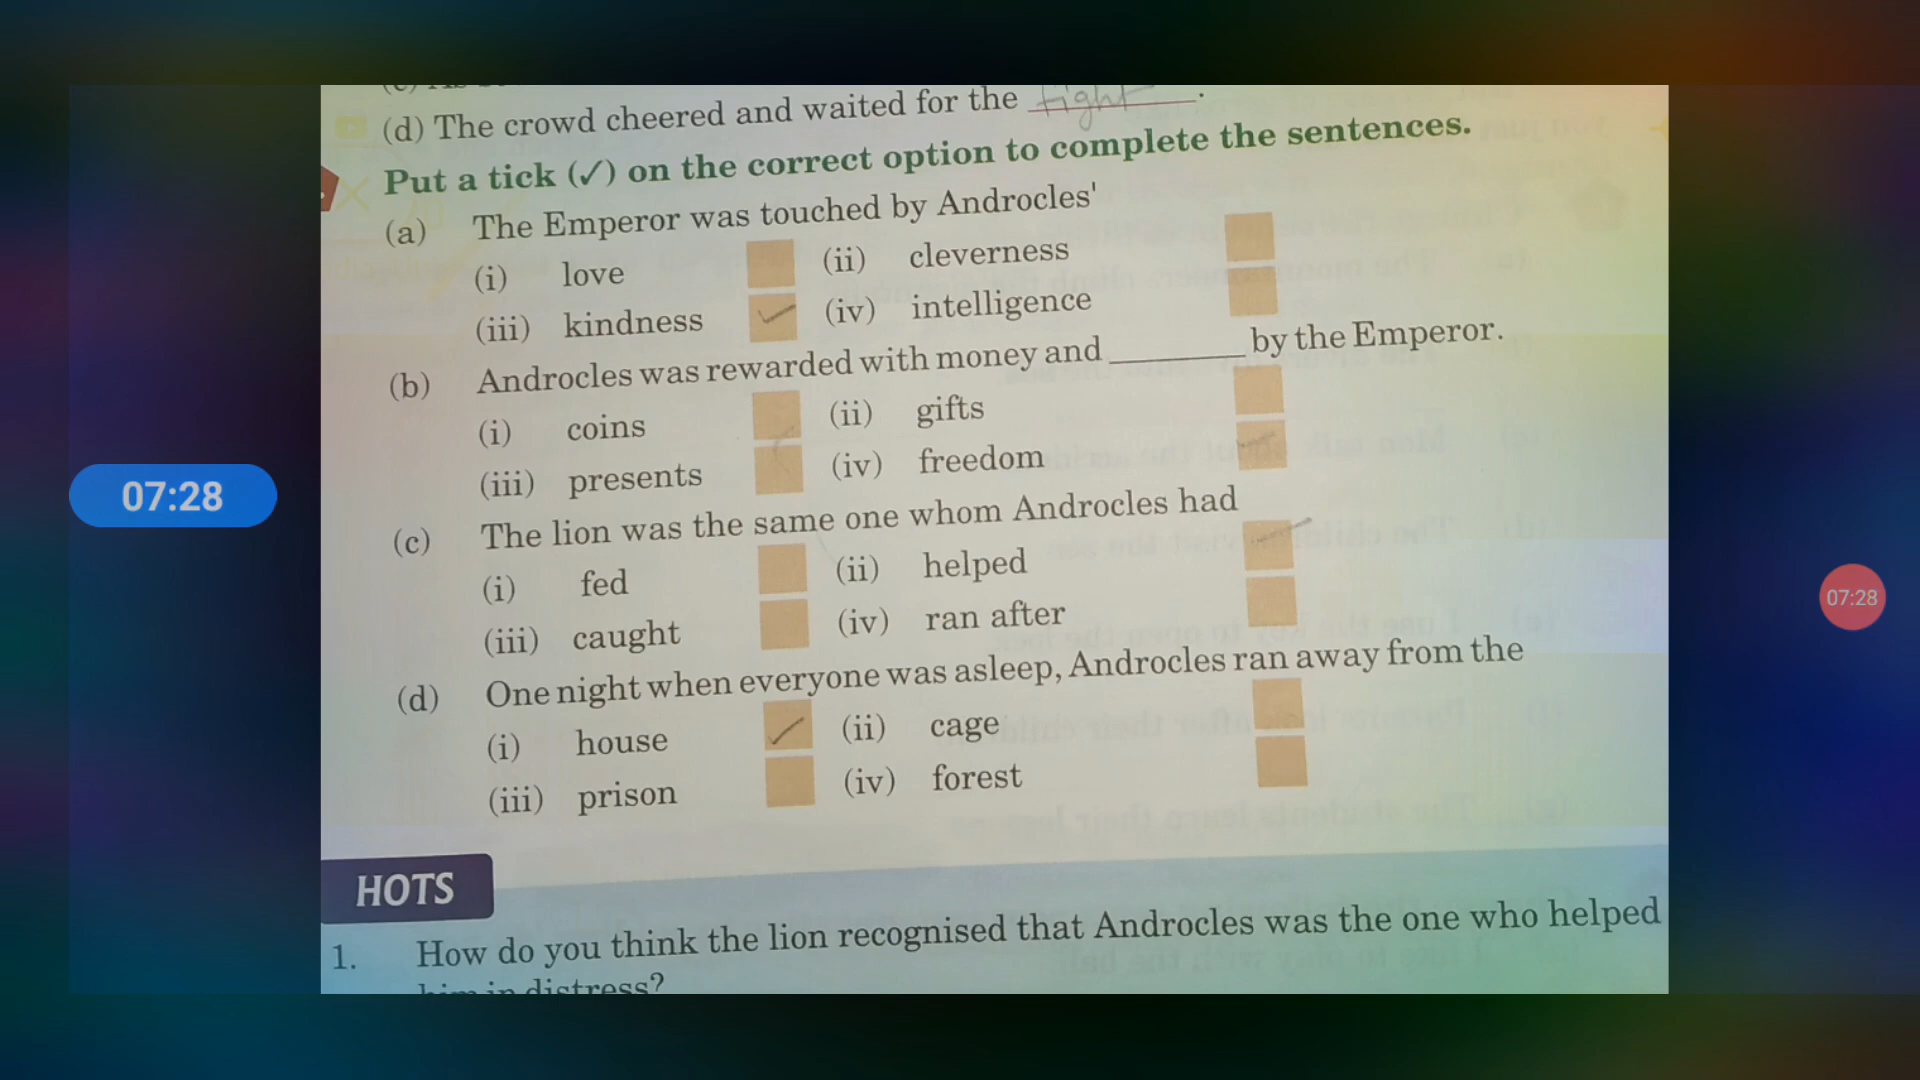 (d) The crowd cheered and waited for the fight.
Put a tick (✓) on the correct option to complete the sentences.
(a) The Emperor was touched by Androcles'
(i) love (ii) cleverness
(iii) kindness ✓ (iv) intelligence
(b) Androcles was rewarded with money and ________ by the Emperor.
(i) coins (ii) gifts
(iii) presents (iv) freedom
(c) The lion was the same one whom Androcles had
(i) fed (ii) helped ✓
(iii) caught (iv) ran after
(d) One night when everyone was asleep, Androcles ran away from the
(i) house ✓ (ii) cage
(iii) prison (iv) forest
HOTS
1. How do you think the lion recognised that Androcles was the one who helped
him in distress?
07:28
07:28